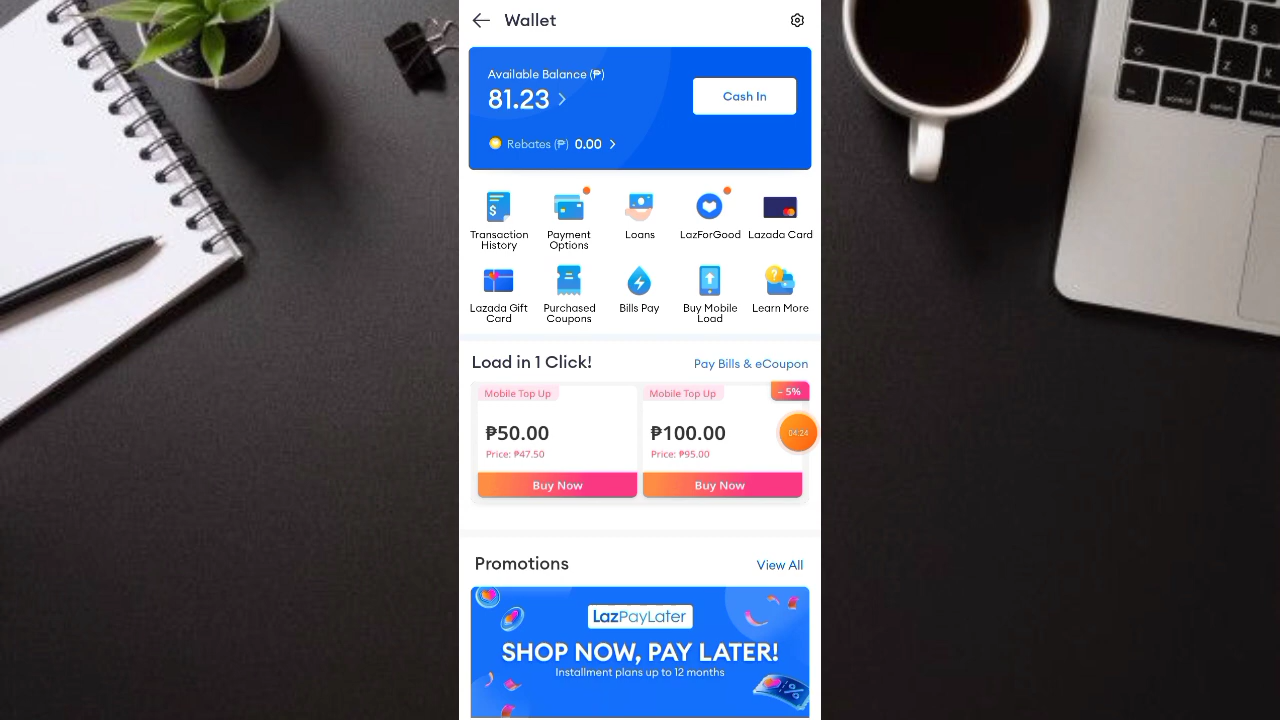 Wallet
Available Balance (₱)
81.23
Cash In
Rebates (₱) 0.00
Transaction History
Payment Options
Loans
LazForGood
Lazada Card
Lazada Gift Card
Purchased Coupons
Bills Pay
Buy Mobile Load
Learn More
Load in 1 Click!
Pay Bills & eCoupon
Mobile Top Up
₱50.00
Price: ₱47.50
Buy Now
Mobile Top Up
– 5%
₱100.00
Price: ₱95.00
Buy Now
04:24
Promotions
View All
LazPayLater
SHOP NOW, PAY LATER!
Installment plans up to 12 months
A
S
Z
X